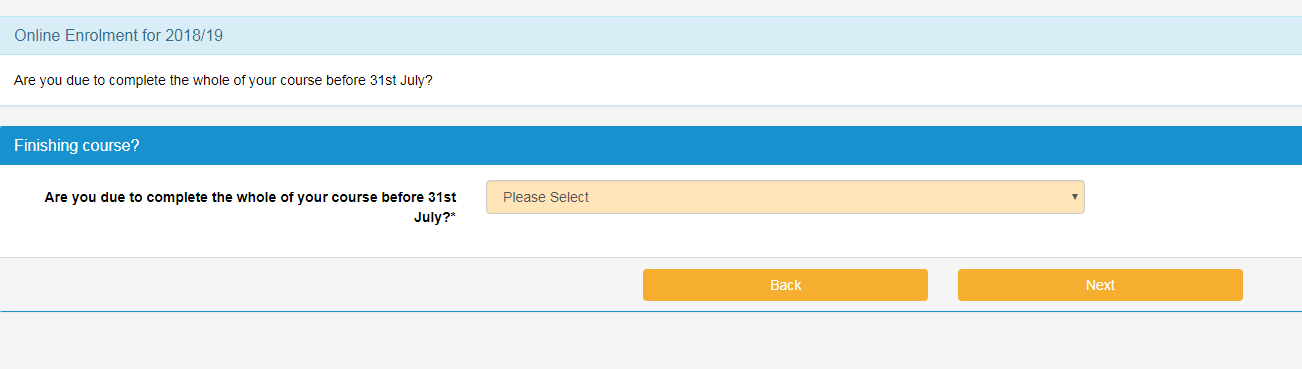 Online Enrolment for 2018/19
Are you due to complete the whole of your course before 31st July?
Finishing course?
Are you due to complete the whole of your course before 31st
July?*
Please Select
Back
Next